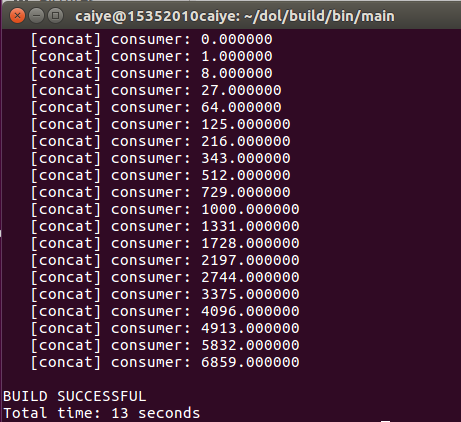 caiye@15352010caiye: ~/dol/build/bin/main
[concat] consumer: 0.000000
[concat] consumer: 1.000000
[concat] consumer: 8.000000
[concat] consumer: 27.000000
[concat] consumer: 64.000000
[concat] consumer: 125.000000
[concat] consumer: 216.000000
[concat] consumer: 343.000000
[concat] consumer: 512.000000
[concat] consumer: 729.000000
[concat] consumer: 1000.000000
[concat] consumer: 1331.000000
[concat] consumer: 1728.000000
[concat] consumer: 2197.000000
[concat] consumer: 2744.000000
[concat] consumer: 3375.000000
[concat] consumer: 4096.000000
[concat] consumer: 4913.000000
[concat] consumer: 5832.000000
[concat] consumer: 6859.000000
BUILD SUCCESSFUL
Total time: 13 seconds